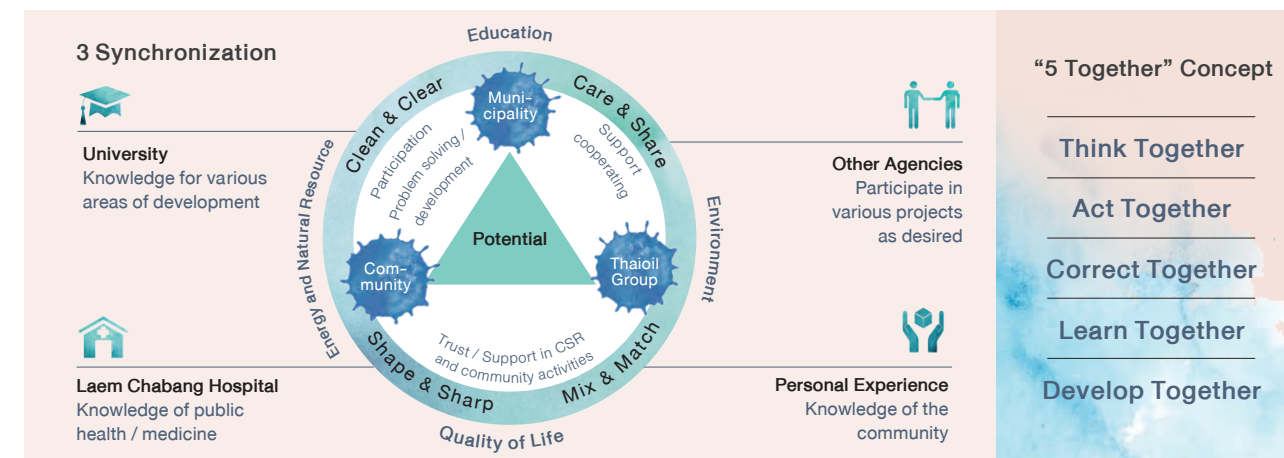 3 Synchronization
University
Knowledge for various
areas of development
Laem Chabang Hospital
Knowledge of public
health / medicine
Education
Energy and Natural Resource
Environment
Quality of Life
Clean & Clear
Care & Share
Shape & Sharp
Mix & Match
Muni-
cipality
Participation
Problem solving /
development
Support
cooperating
Potential
Com-
munity
Thaioil
Group
Trust / Support in CSR
and community activities
Other Agencies
Participate in
various projects
as desired
Personal Experience
Knowledge of the
community
“5 Together” Concept
Think Together
Act Together
Correct Together
Learn Together
Develop Together